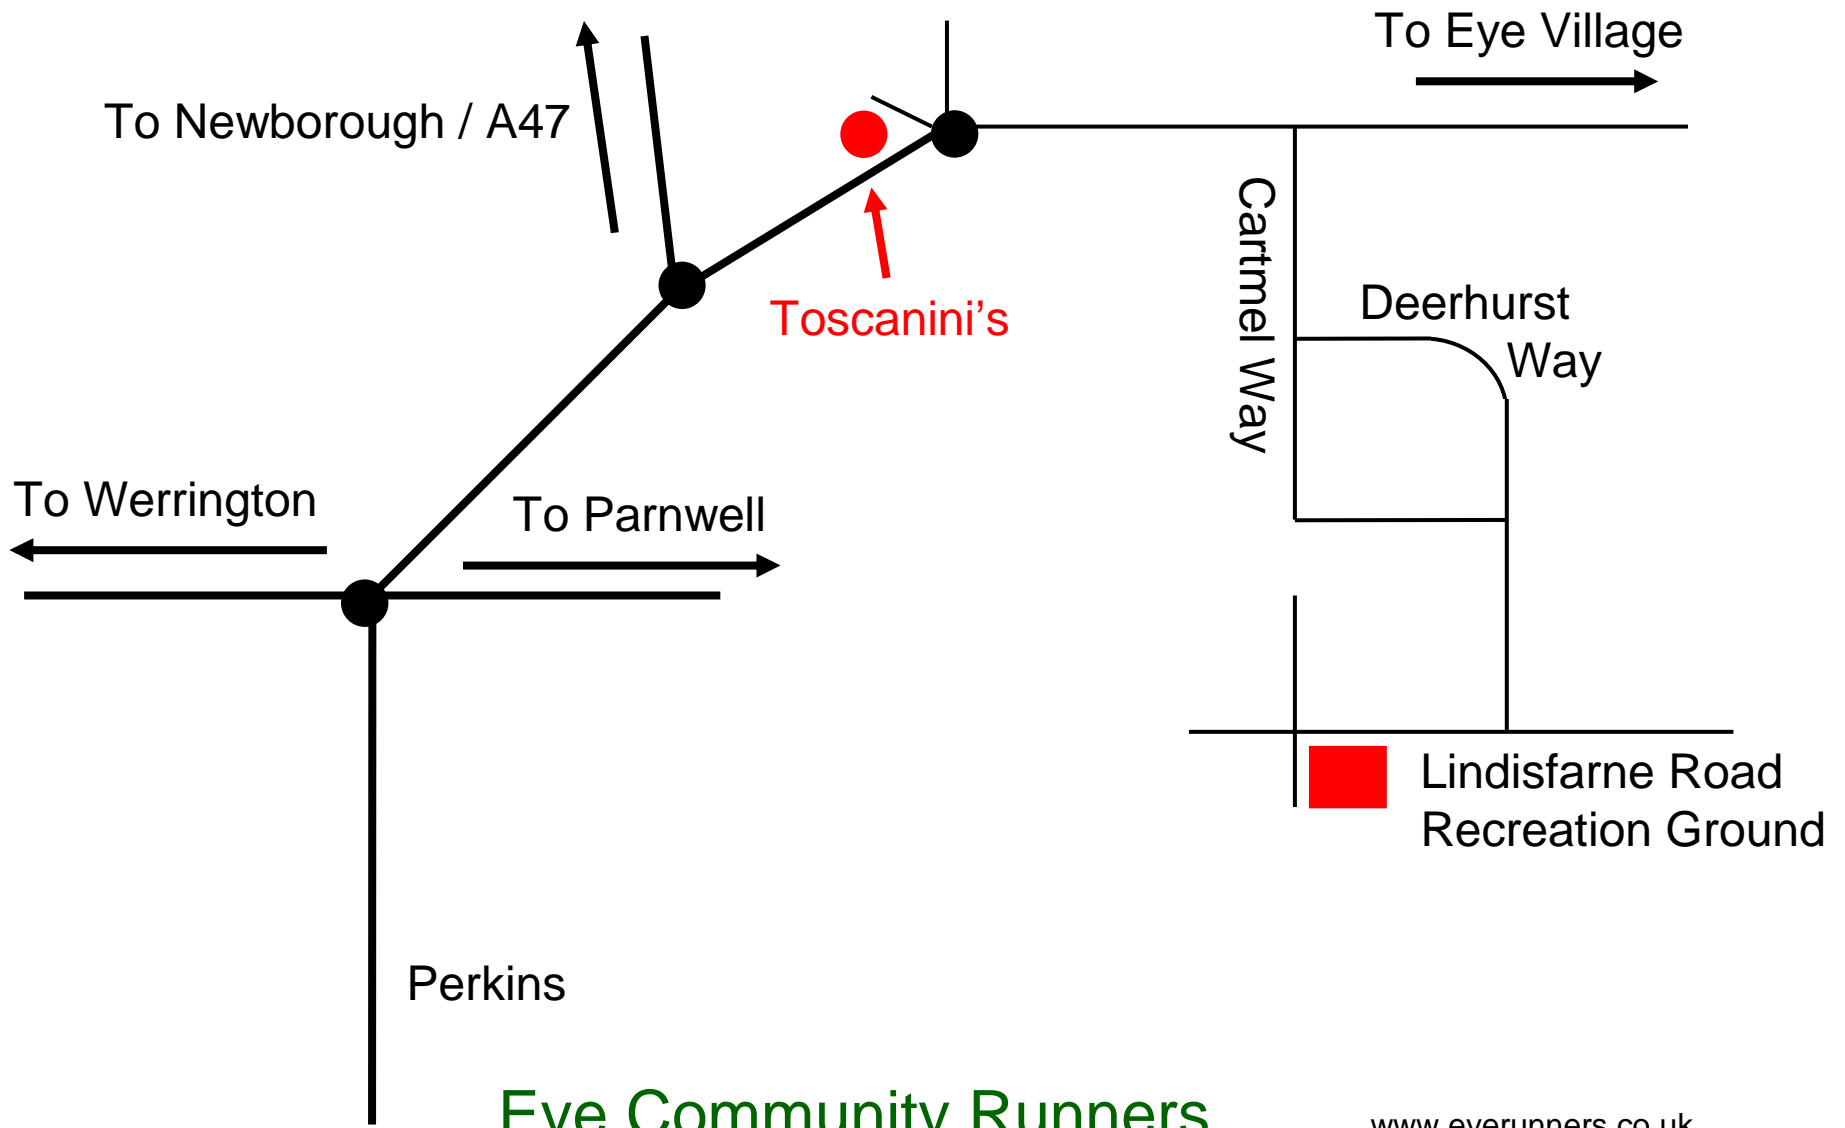 To Eye Village
To Newborough / A47
Cartmel Way
Deerhurst
Way
Toscanini's
To Werrington
To Parnwell
Lindisfarne Road
Recreation Ground
Perkins
Eye Community Runners
www.eyerunners.co.uk